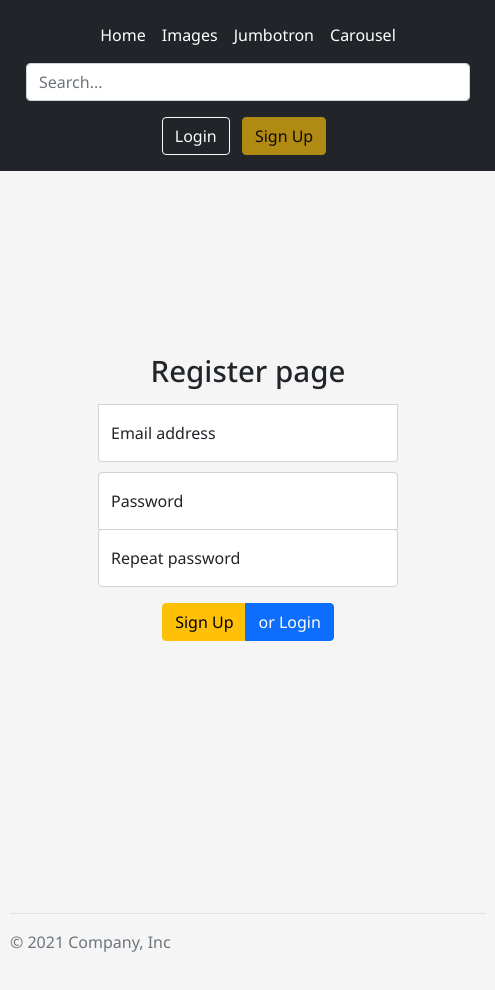 Home Images Jumbotron Carousel
Search...
Login Sign Up
Register page
Email address
Password
Repeat password
Sign Up or Login
© 2021 Company, Inc